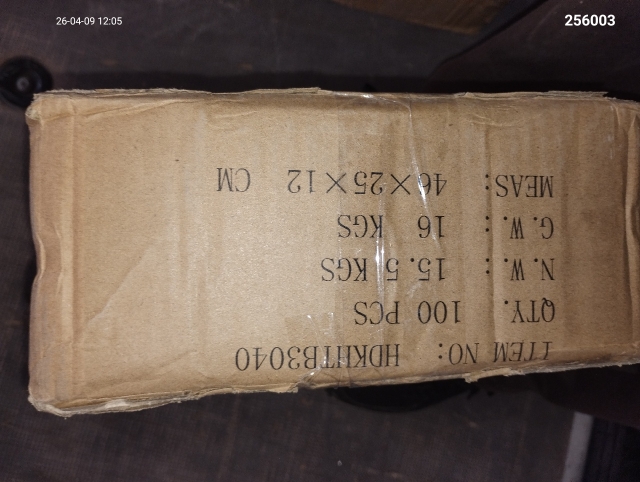 26-04-09 12:05
256003
ITEM NO: HDKHTB3040
QTY. 100 PCS
N.W.: 15.5 KGS
G.W.: 16 KGS
MEAS: 46×25×12 CM